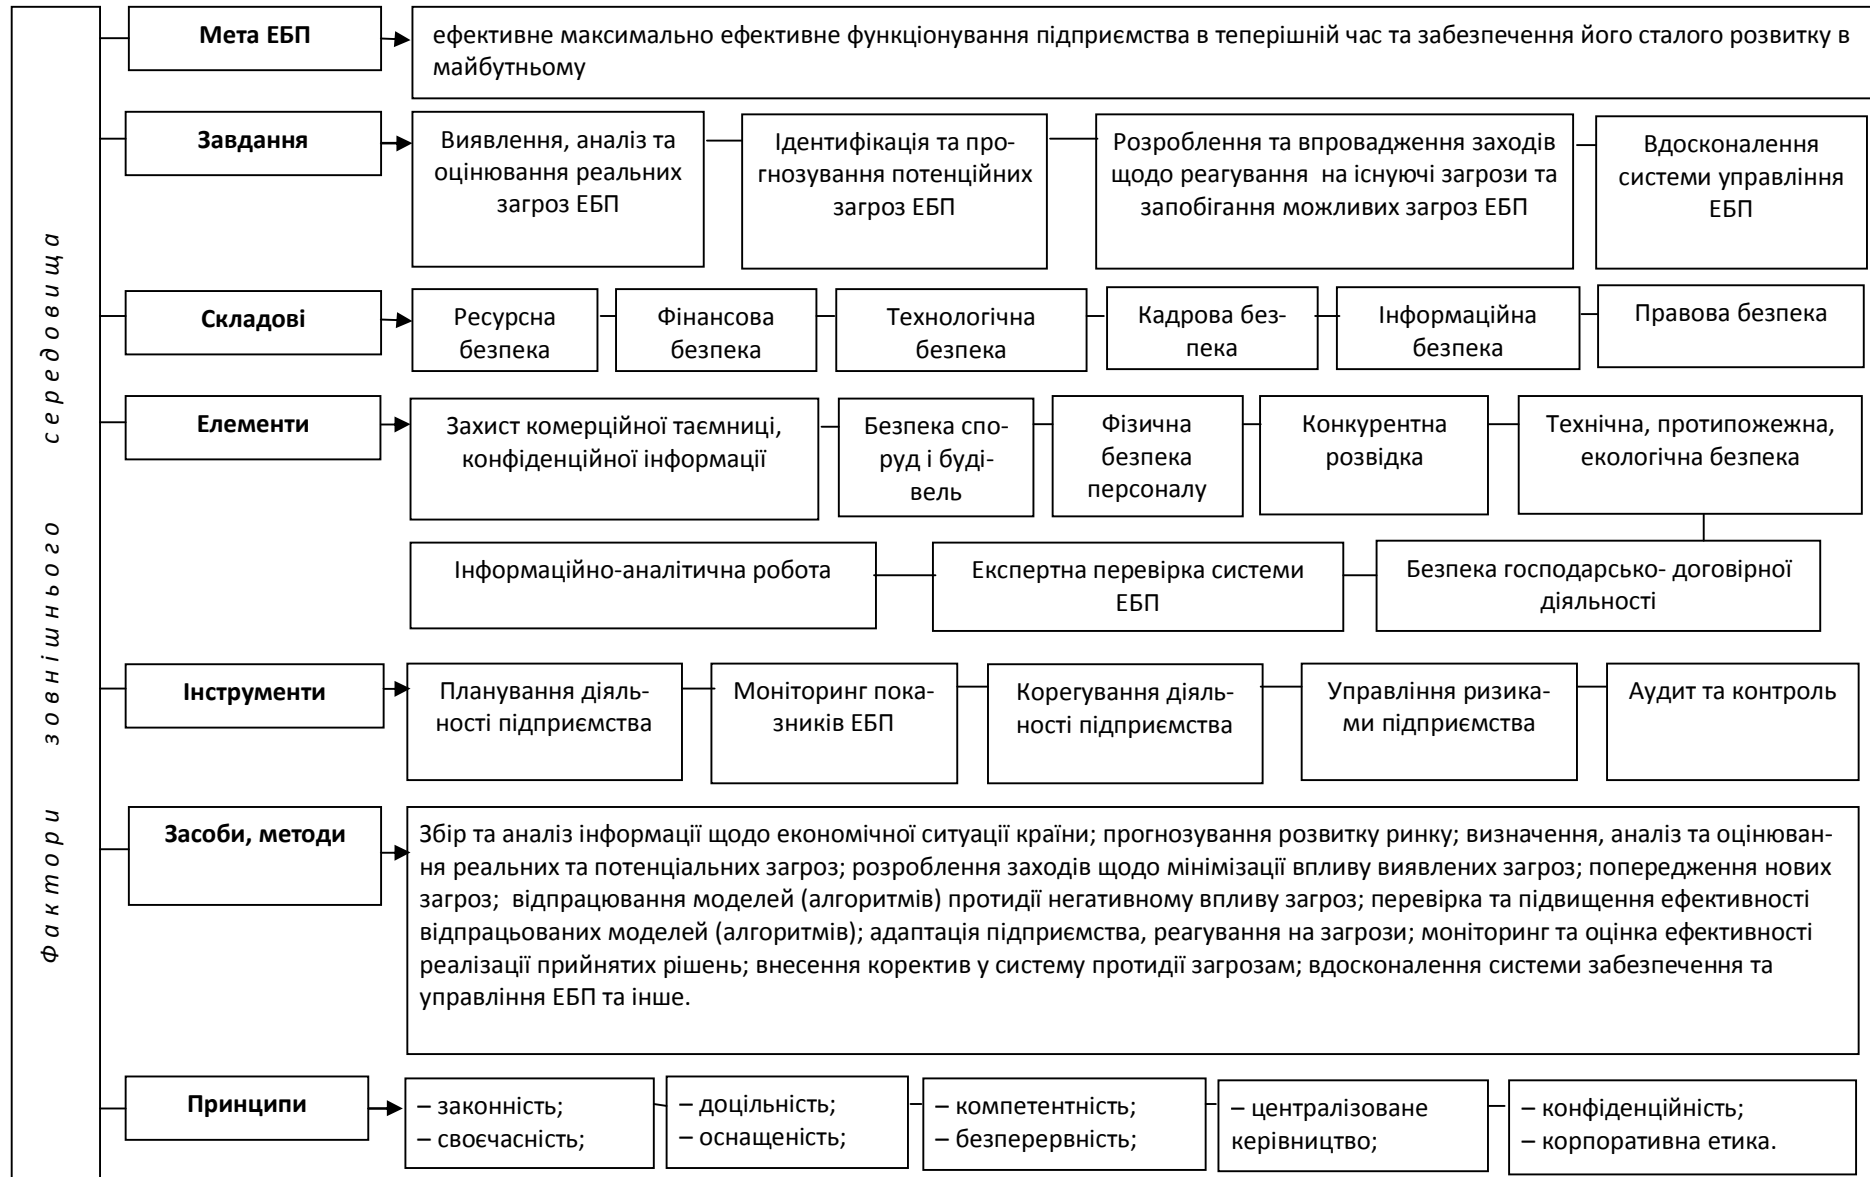 Фактори зовнішнього середовища
Мета ЕБП
ефективне максимально ефективне функціонування підприємства в теперішній час та забезпечення його сталого розвитку в
майбутньому
Завдання
Виявлення, аналіз та
оцінювання реальних
загроз ЕБП
Ідентифікація та про-
гнозування потенційних
загроз ЕБП
Розроблення та впровадження заходів
щодо реагування на існуючі загрози та
запобігання можливих загроз ЕБП
Вдосконалення
системи управління
ЕБП
Складові
Ресурсна
безпека
Фінансова
безпека
Технологічна
безпека
Кадрова без-
пека
Інформаційна
безпека
Правова безпека
Елементи
Захист комерційної таємниці,
конфіденційної інформації
Безпека спо-
руд і буді-
вель
Фізична
безпека
персоналу
Конкурентна
розвідка
Технічна, протипожежна,
екологічна безпека
Інформаційно-аналітична робота
Експертна перевірка системи
ЕБП
Безпека господарсько- договірної
діяльності
Інструменти
Планування діяль-
ності підприємства
Моніторинг пока-
зників ЕБП
Корегування діяль-
ності підприємства
Управління ризика-
ми підприємства
Аудит та контроль
Засоби, методи
Збір та аналіз інформації щодо економічної ситуації країни; прогнозування розвитку ринку; визначення, аналіз та оцінюван-
ня реальних та потенціальних загроз; розроблення заходів щодо мінімізації впливу виявлених загроз; попередження нових
загроз; відпрацювання моделей (алгоритмів) протидії негативному впливу загроз; перевірка та підвищення ефективності
відпрацьованих моделей (алгоритмів); адаптація підприємства, реагування на загрози; моніторинг та оцінка ефективності
реалізації прийнятих рішень; внесення коректив у систему протидії загрозам; вдосконалення системи забезпечення та
управління ЕБП та інше.
Принципи
– законність;
– своєчасність;
– доцільність;
– оснащеність;
– компетентність;
– безперервність;
– централізоване
керівництво;
– конфіденційність;
– корпоративна етика.